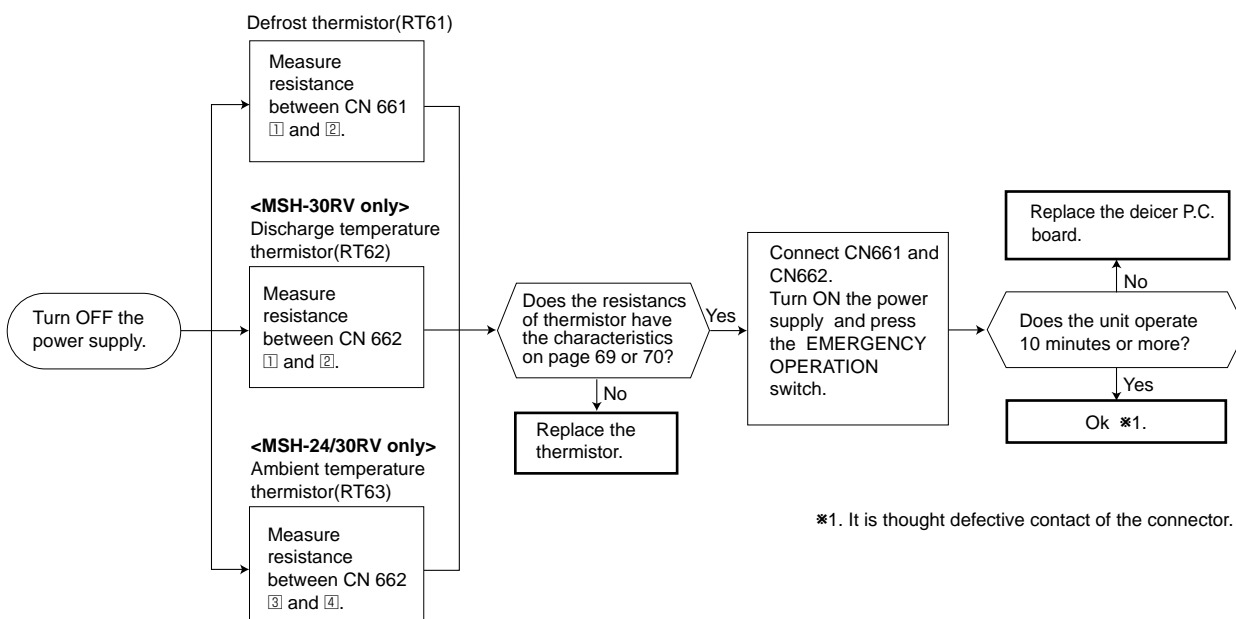 Defrost thermistor(RT61)
Measure
resistance
between CN 661
1 and 2.
<MSH-30RV only>
Discharge temperature
thermistor(RT62)
Measure
resistance
between CN 662
1 and 2.
<MSH-24/30RV only>
Ambient temperature
thermistor(RT63)
Measure
resistance
between CN 662
3 and 4.
Turn OFF the
power supply.
Does the resistancs
of thermistor have
the characteristics
on page 69 or 70?
Yes
No
Replace the
thermistor.
Connect CN661 and
CN662.
Turn ON the power
supply and press
the EMERGENCY
OPERATION
switch.
Replace the deicer P.C.
board.
No
Does the unit operate
10 minutes or more?
Yes
Ok ※1.
※1. It is thought defective contact of the connector.